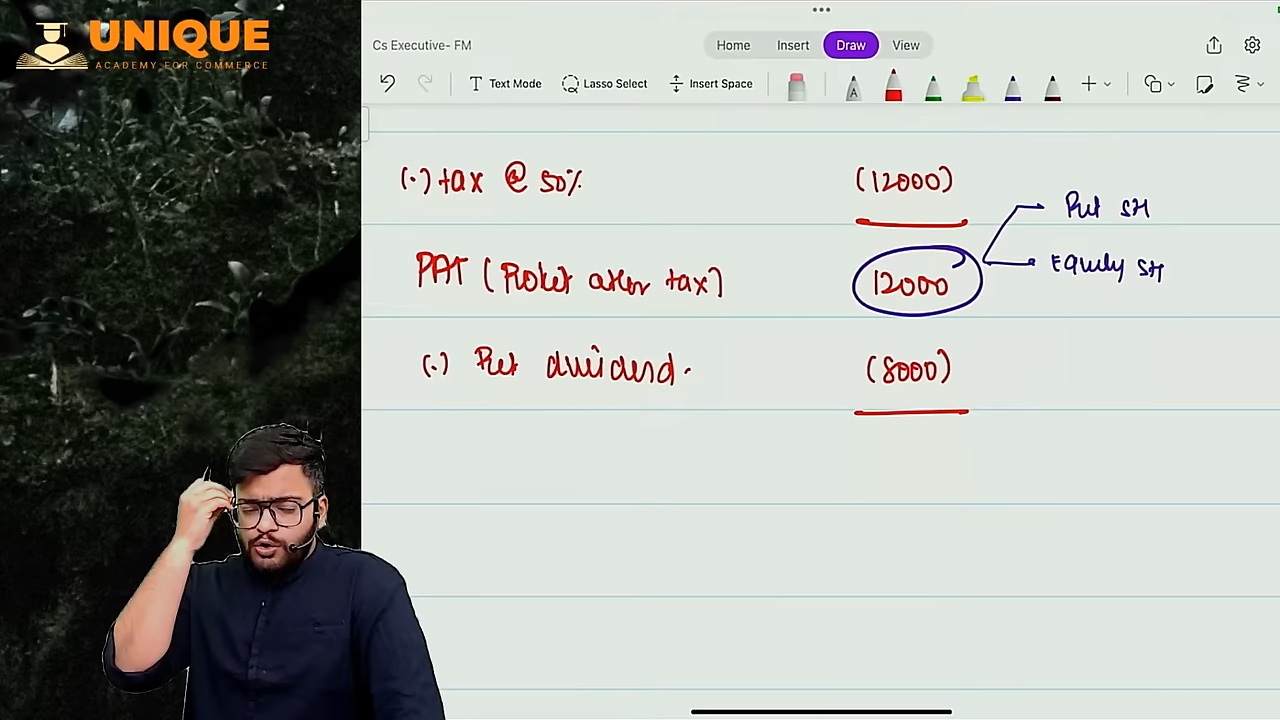 UNIQUE
ACADEMY FOR COMMERCE
Cs Executive- FM
Home Insert Draw View
Text Mode Lasso Select Insert Space
(-) tax @ 50% (12000)
Pref SH
PAT (Profit after tax) 12000 Equity SH
(-) Pref dividend. (8000)